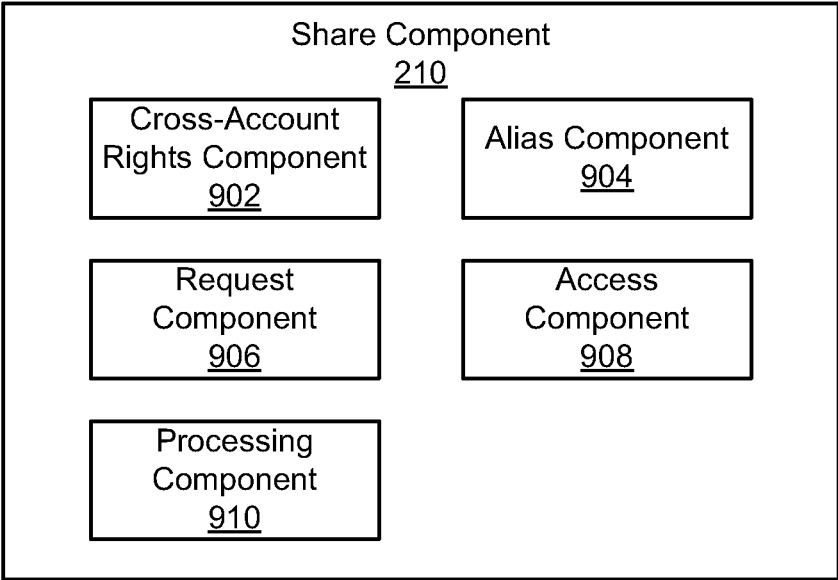 Share Component
210
Cross-Account
Rights Component
902
Alias Component
904
Request
Component
906
Access
Component
908
Processing
Component
910